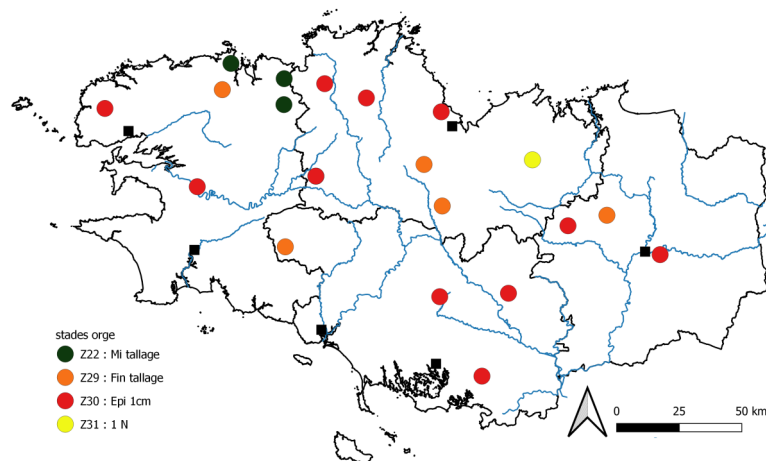 stades orge
Z22 : Mi tallage
Z29 : Fin tallage
Z30 : Epi 1cm
Z31 : 1 N
0 25 50 km